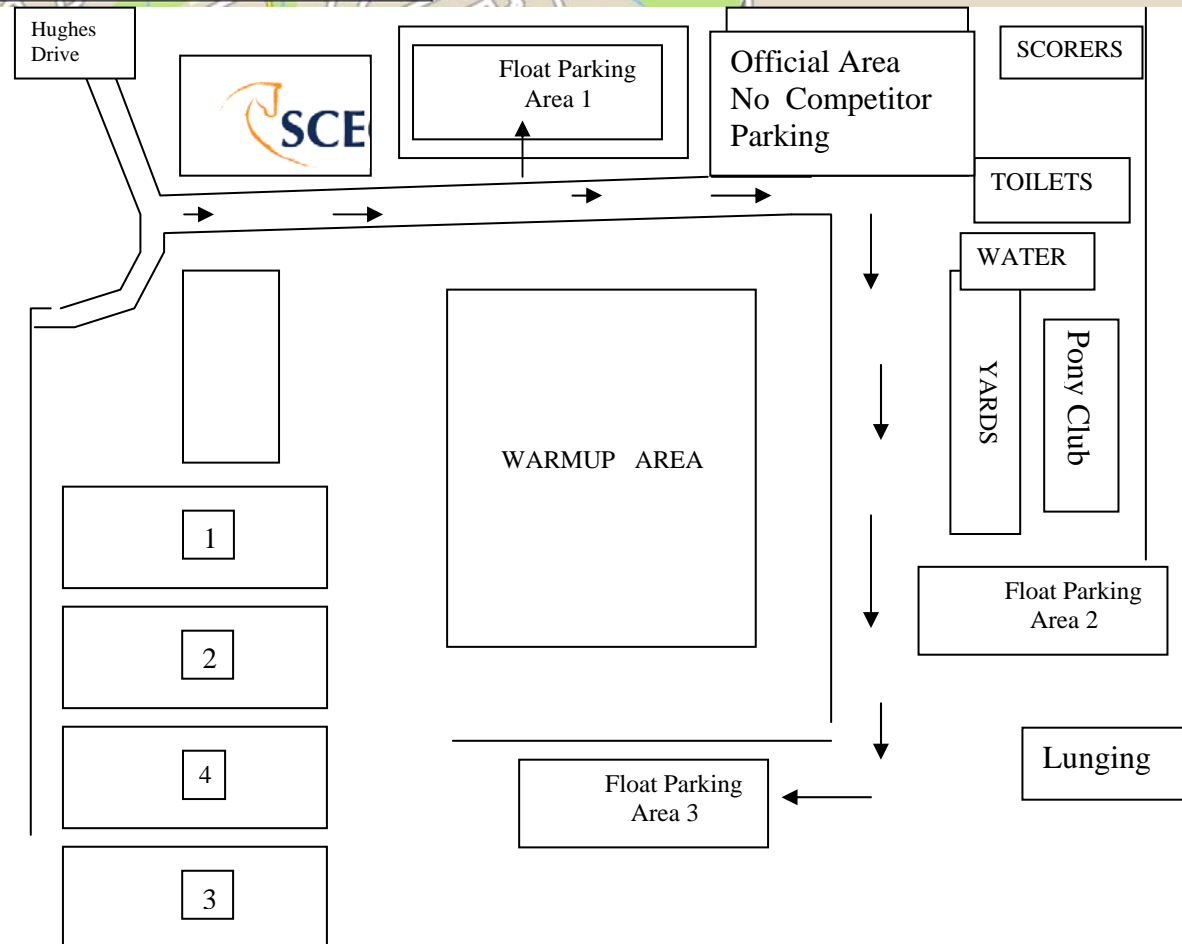 Hughes
Drive
SCE
Float Parking
Area 1
Official Area
No Competitor
Parking
SCORERS
TOILETS
WATER
YARDS
Pony Club
WARMUP AREA
1
2
4
3
Float Parking
Area 2
Lunging
Float Parking
Area 3